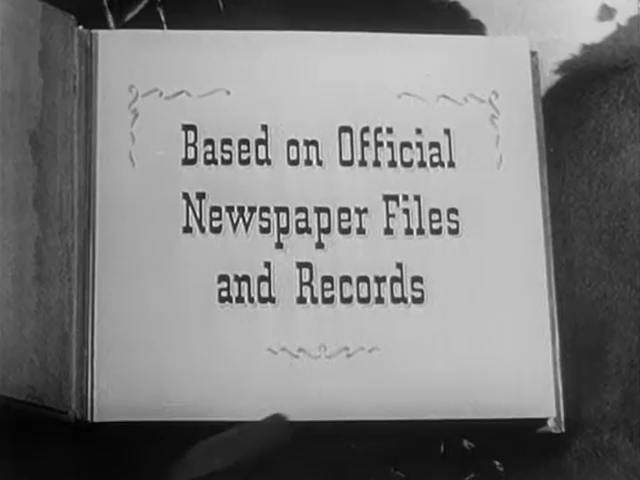 Based on Official
Newspaper Files
and Records